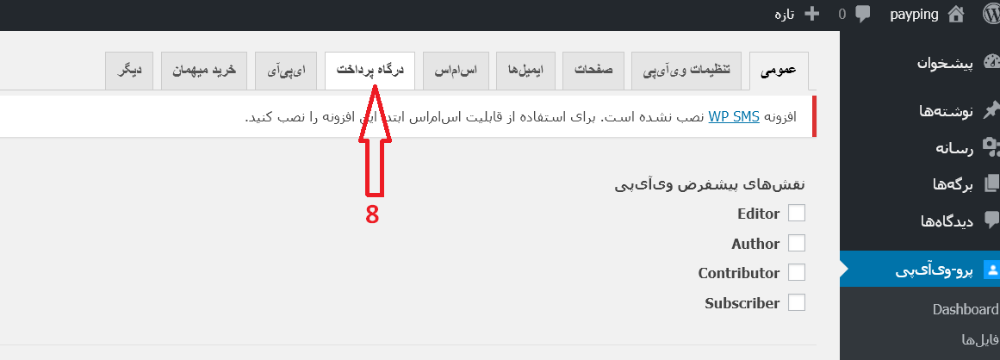 payping 0 تازه
پیشخوان
نوشته‌ها
رسانه
برگه‌ها
دیدگاه‌ها
پرو-وی‌آی‌پی
Dashboard
فایل‌ها
عمومی تنظیمات وی‌آی‌پی صفحات ایمیل‌ها اس‌ام‌اس درگاه پرداخت ای‌پی‌آی خرید میهمان دیگر
افزونه WP SMS نصب نشده است. برای استفاده از قابلیت اس‌ام‌اس ابتدا این افزونه را نصب کنید.
8
نقش‌های پیشفرض وی‌آی‌پی
Editor
Author
Contributor
Subscriber